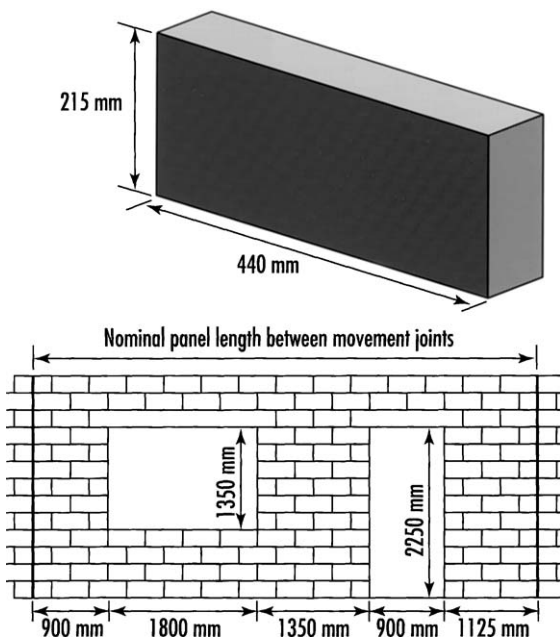 215 mm
440 mm
Nominal panel length between movement joints
1350 mm
2250 mm
900 mm 1800 mm 1350 mm 900 mm 1125 mm